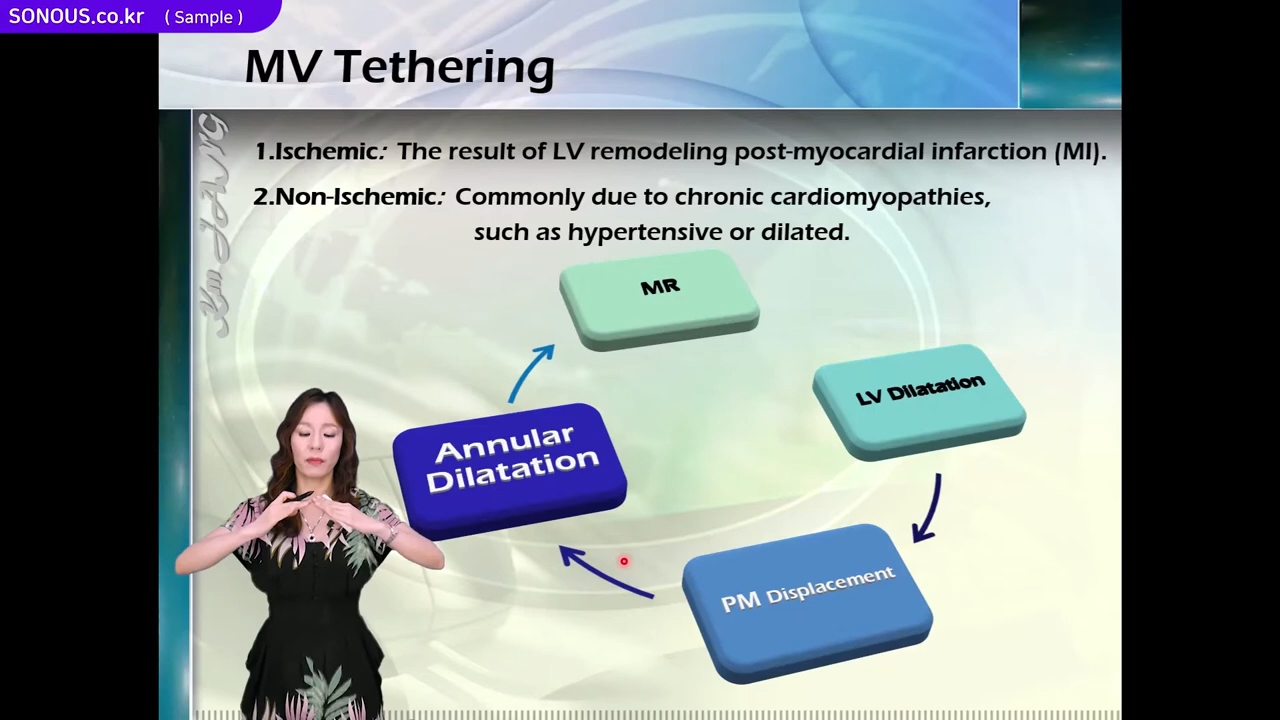 SONOUS.co.kr ( Sample )
MV Tethering
1.Ischemic: The result of LV remodeling post-myocardial infarction (MI).
2.Non-Ischemic: Commonly due to chronic cardiomyopathies,
such as hypertensive or dilated.
MR
LV Dilatation
Annular
Dilatation
PM Displacement